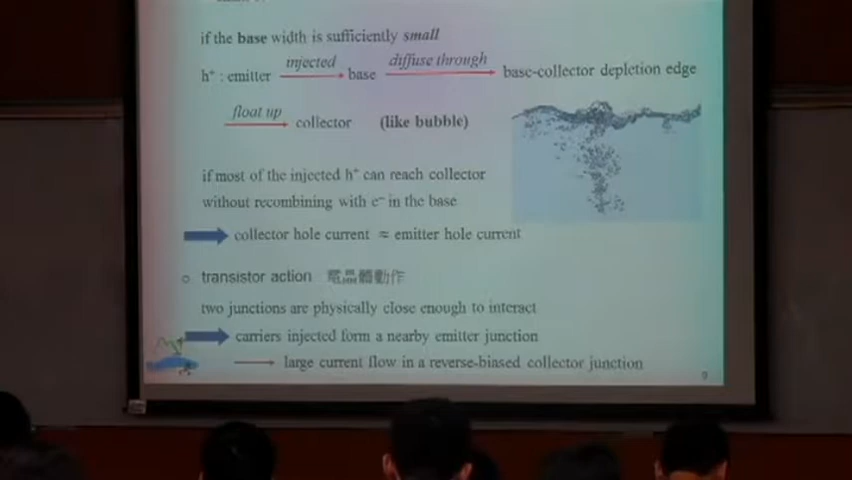 if the base width is sufficiently small
h⁺ : emitter injected base diffuse through base-collector depletion edge
float up collector (like bubble)
if most of the injected h⁺ can reach collector
without recombining with e⁻ in the base
collector hole current ≈ emitter hole current
o transistor action 電晶體動作
two junctions are physically close enough to interact
carriers injected form a nearby emitter junction
large current flow in a reverse-biased collector junction
9